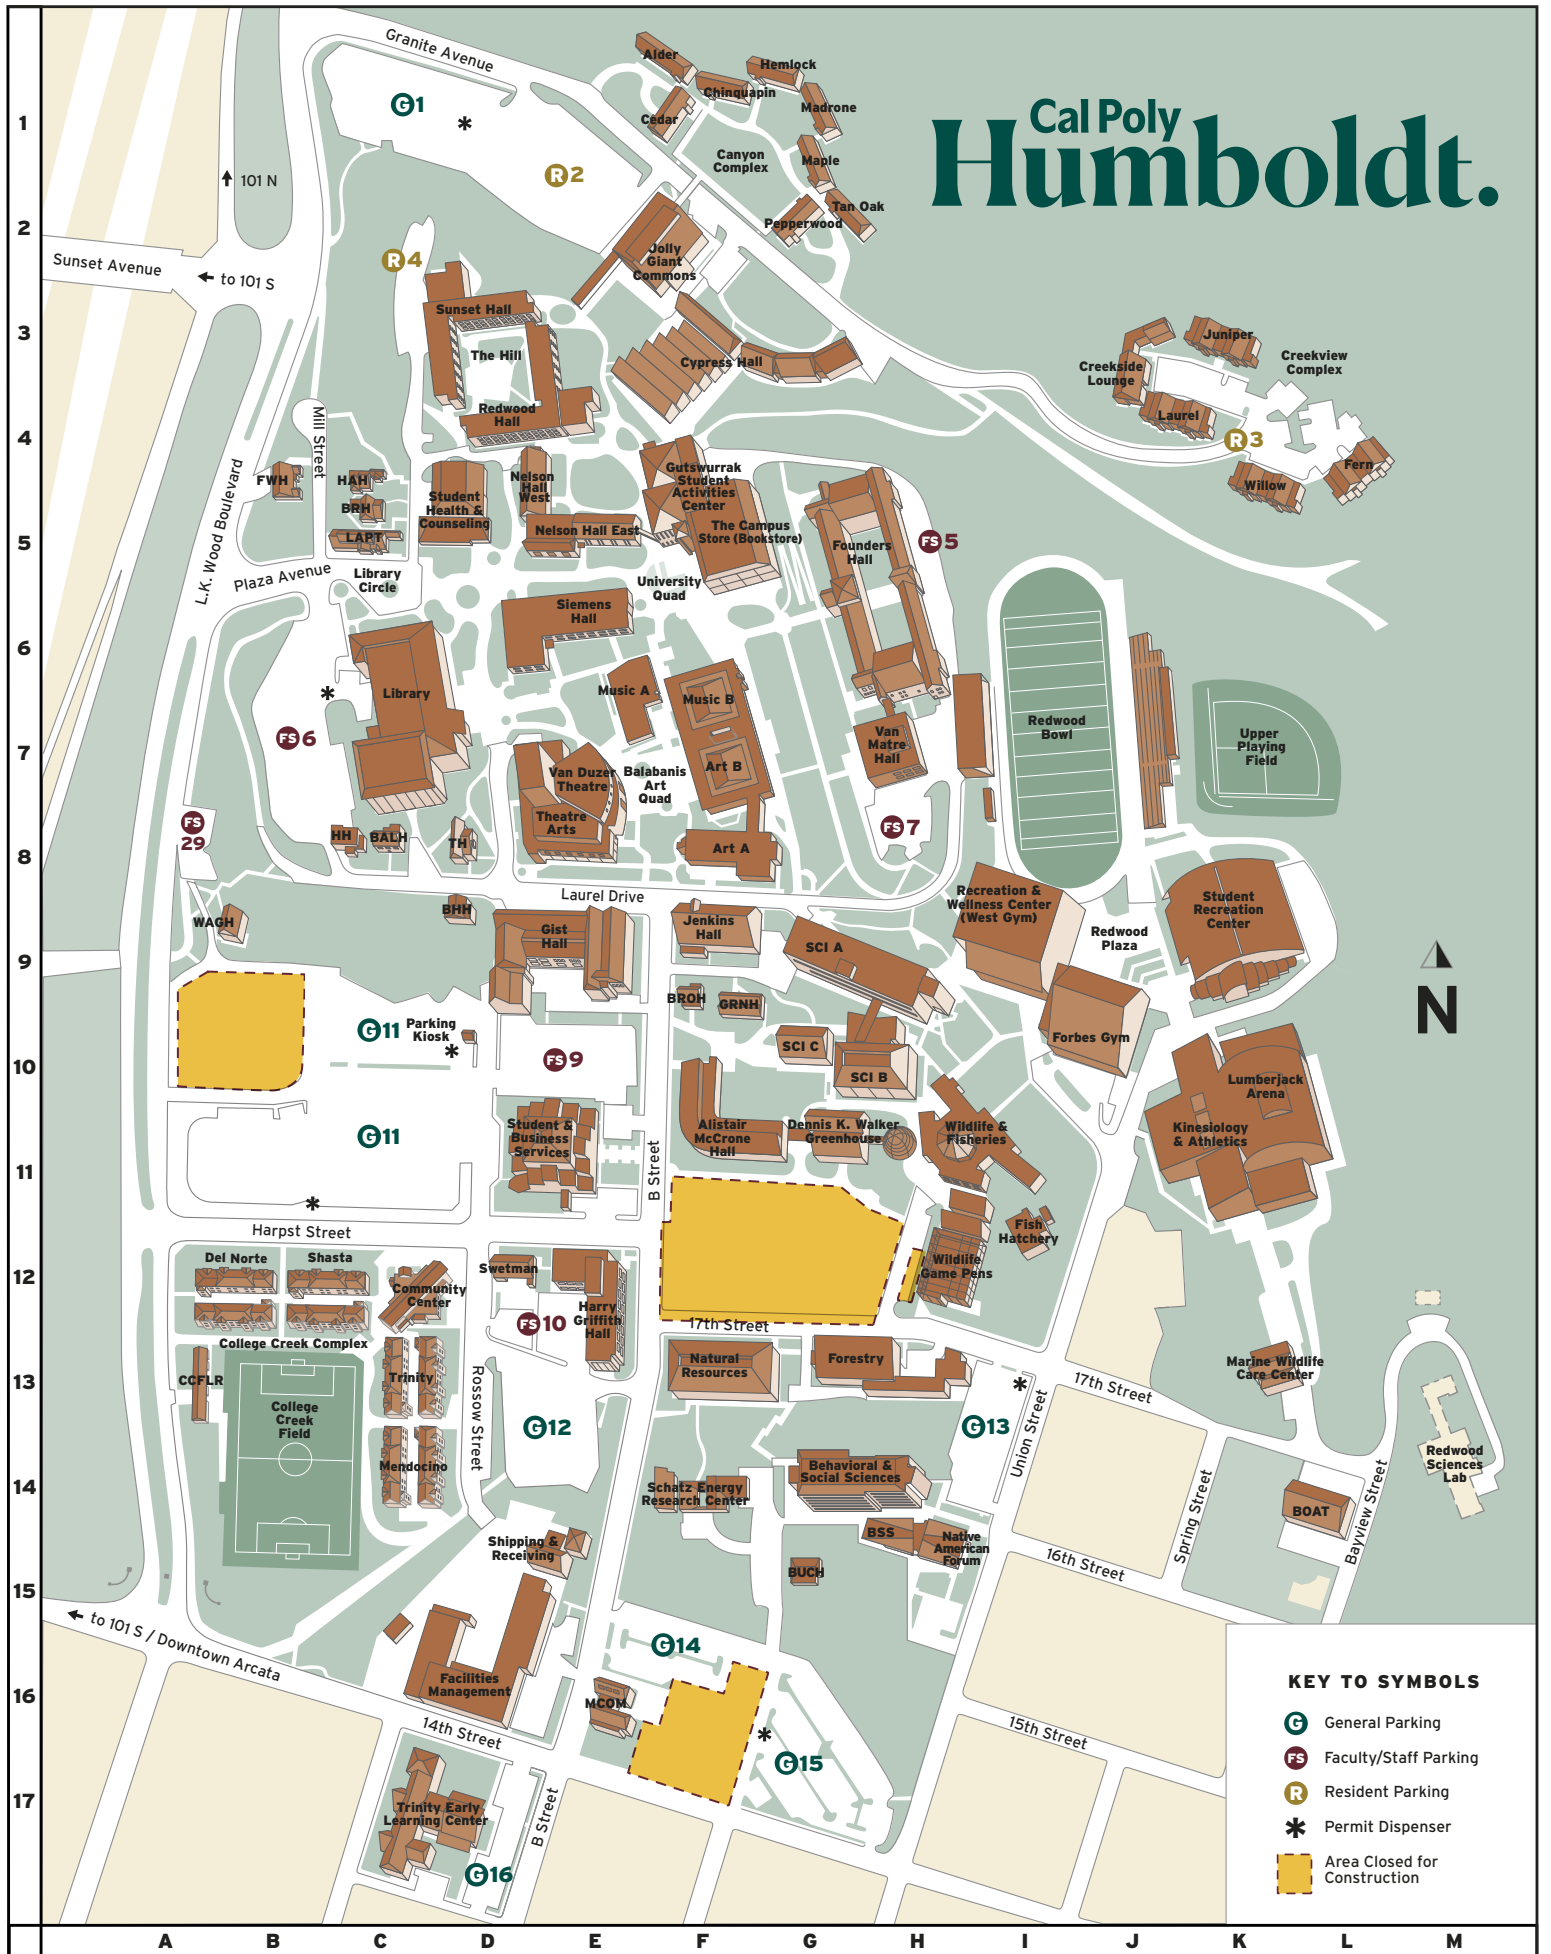 Cal Poly
Humboldt.
Granite Avenue
G1
*
R2
Alder
Hemlock
Chinquapin
Madrone
Cedar
Canyon
Complex
Maple
Tan Oak
Pepperwood
101 N
Sunset Avenue
to 101 S
R4
Jolly
Giant
Commons
Sunset Hall
The Hill
Redwood
Hall
Cypress Hall
Juniper
Creekside
Lounge
Creekview
Complex
Laurel
R3
Willow
Fern
Mill Street
L.K. Wood Boulevard
FWH
HAH
BRH
LAPT
Student
Health &
Counseling
Nelson
Hall
West
Nelson Hall East
Gutswurrak
Student
Activities
Center
The Campus
Store (Bookstore)
Founders
Hall
FS5
Plaza Avenue
Library
Circle
University
Quad
Siemens
Hall
Library
*
FS6
Music A
Music B
Art B
Van
Matre
Hall
Redwood
Bowl
Upper
Playing
Field
Van Duzer
Theatre
Theatre
Arts
Balabanis
Art
Quad
FS
29
HH
BALH
TH
Art A
FS7
Laurel Drive
WAGH
BHH
Gist
Hall
Jenkins
Hall
SCI A
Recreation &
Wellness Center
(West Gym)
Redwood
Plaza
Student
Recreation
Center
N
BROH
GRNH
G11
Parking
Kiosk
*
FS9
SCI C
SCI B
Forbes Gym
Lumberjack
Arena
Kinesiology
& Athletics
G11
*
Student &
Business
Services
B Street
Alistair
McCrone
Hall
Dennis K. Walker
Greenhouse
Wildlife &
Fisheries
Fish
Hatchery
Wildlife
Game Pens
Harpst Street
Del Norte
Shasta
Community
Center
Swetman
FS10
Harry
Griffith
Hall
17th Street
College Creek Complex
CCFLR
College
Creek
Field
Trinity
Mendocino
Rossow Street
G12
Natural
Resources
Forestry
*
G13
Union Street
17th Street
Marine Wildlife
Care Center
Redwood
Sciences
Lab
Schatz Energy
Research Center
Behavioral &
Social Sciences
BSS
Native
American
Forum
BUCH
Spring Street
BOAT
Bayview Street
16th Street
Shipping &
Receiving
to 101 S / Downtown Arcata
Facilities
Management
G14
MCOM
*
G15
15th Street
14th Street
Trinity Early
Learning Center
B Street
G16
KEY TO SYMBOLS
G General Parking
FS Faculty/Staff Parking
R Resident Parking
* Permit Dispenser
Area Closed for
Construction
1
2
3
4
5
6
7
8
9
10
11
12
13
14
15
16
17
A B C D E F G H I J K L M